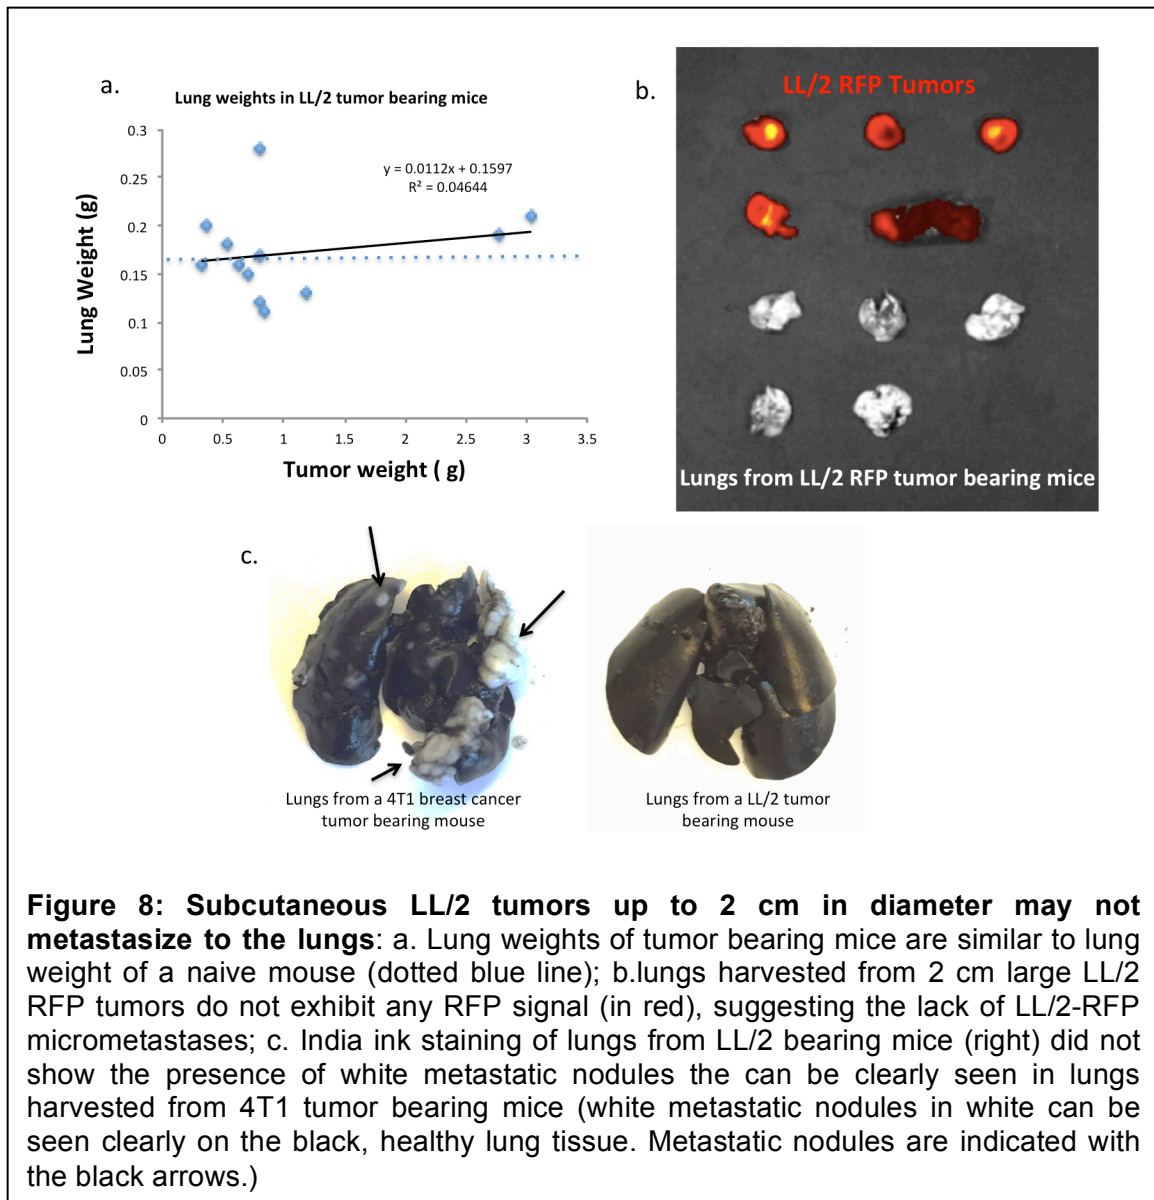 a.
Lung weights in LL/2 tumor bearing mice
0.3
0.25
0.2
0.15
0.1
0.05
0
y = 0.0112x + 0.1597
R² = 0.04644
0
0.5
1
1.5
2
2.5
3
3.5
Lung Weight (g)
Tumor weight ( g)
b.
LL/2 RFP Tumors
Lungs from LL/2 RFP tumor bearing mice
c.
Lungs from a 4T1 breast cancer
tumor bearing mouse
Lungs from a LL/2 tumor
bearing mouse
Figure 8: Subcutaneous LL/2 tumors up to 2 cm in diameter may not
metastasize to the lungs: a. Lung weights of tumor bearing mice are similar to lung
weight of a naive mouse (dotted blue line); b.lungs harvested from 2 cm large LL/2
RFP tumors do not exhibit any RFP signal (in red), suggesting the lack of LL/2-RFP
micrometastases; c. India ink staining of lungs from LL/2 bearing mice (right) did not
show the presence of white metastatic nodules the can be clearly seen in lungs
harvested from 4T1 tumor bearing mice (white metastatic nodules in white can be
seen clearly on the black, healthy lung tissue. Metastatic nodules are indicated with
the black arrows.)